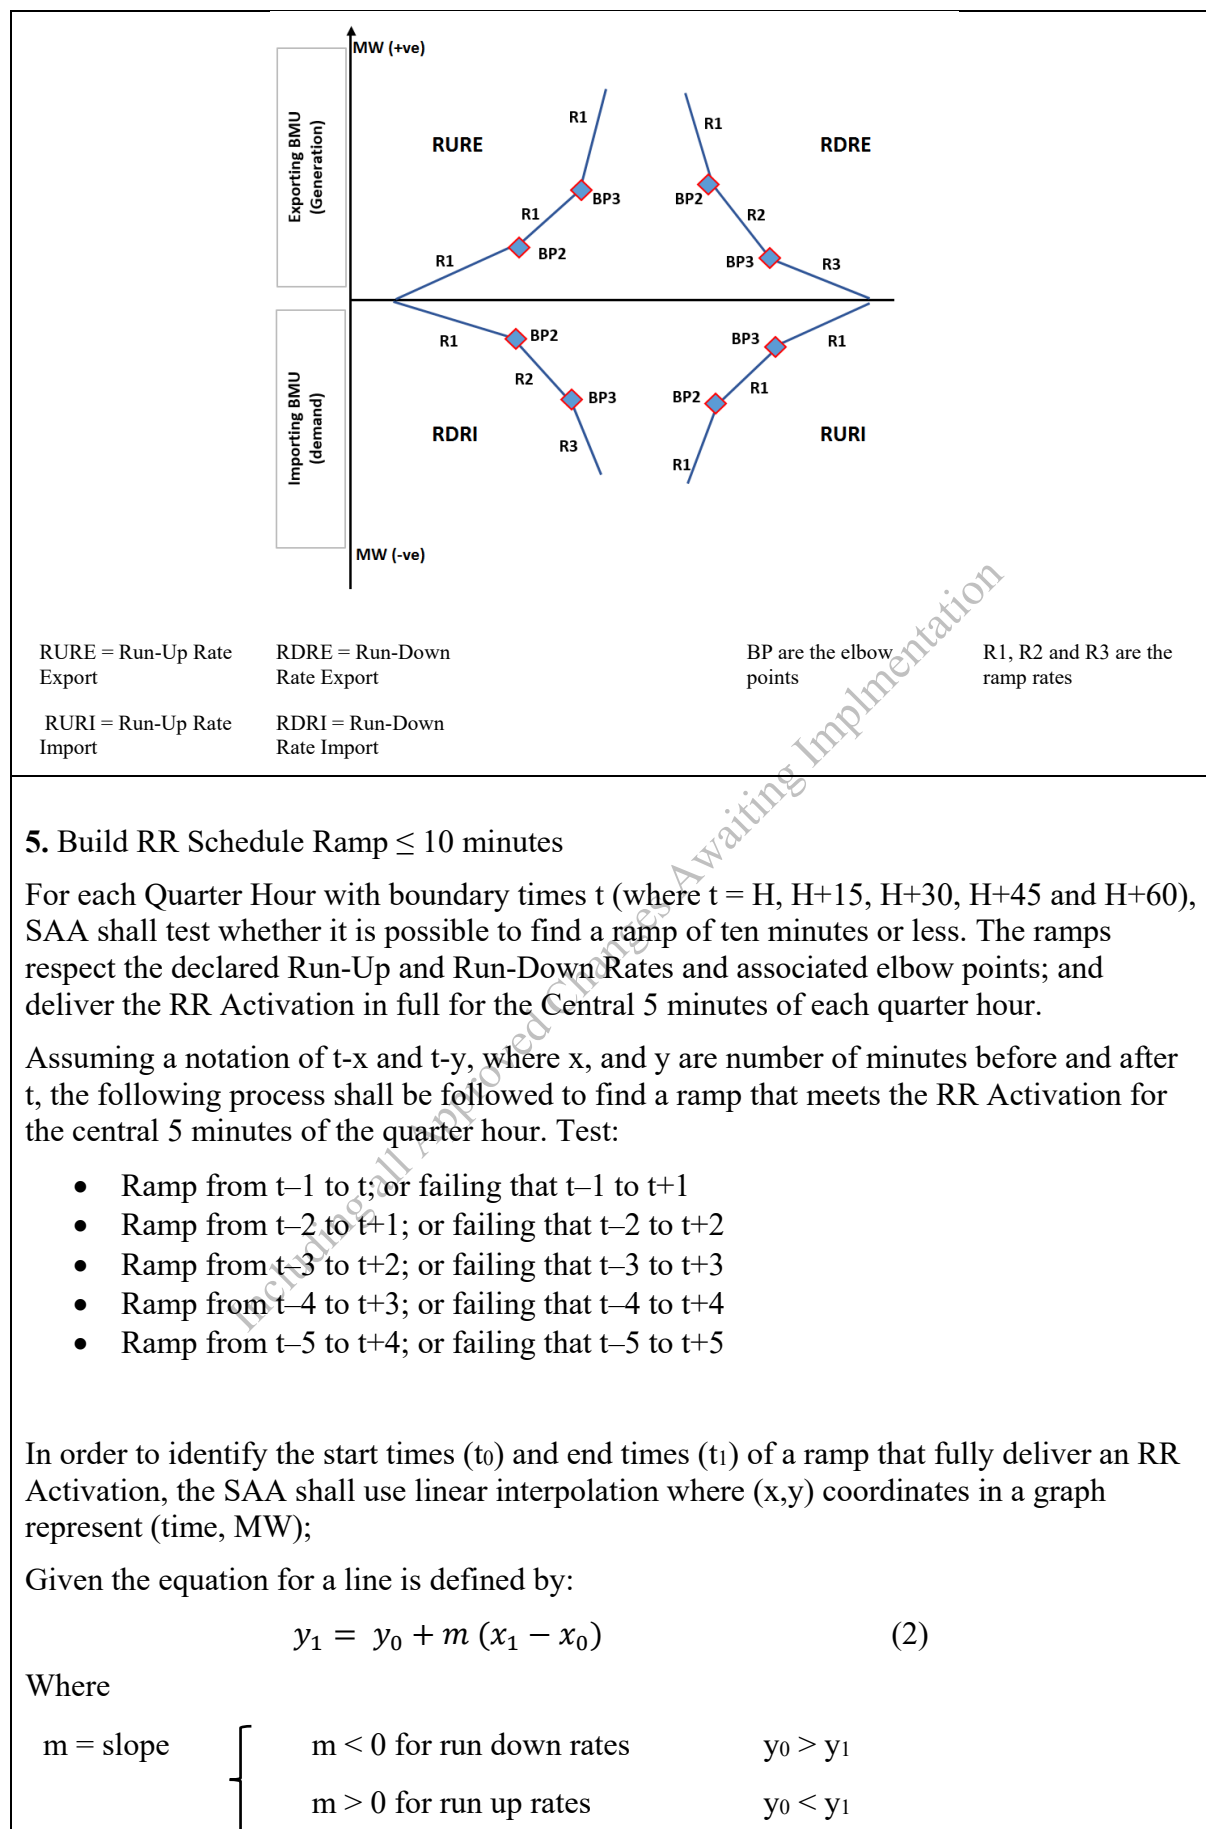 MW (+ve)
Exporting BMU
(Generation)
RURE
R1
BP3
R1
BP2
R1
R1
RDRE
BP2
R2
BP3
R3
Importing BMU
(demand)
R1
BP2
R2
BP3
RDRI
R3
BP3
R1
BP2
R1
RURI
R1
MW (-ve)
RURE = Run-Up Rate
Export
RDRE = Run-Down
Rate Export
BP are the elbow
points
R1, R2 and R3 are the
ramp rates
RURI = Run-Up Rate
Import
RDRI = Run-Down
Rate Import
Including all Approved Changes Awaiting Implmentation
5. Build RR Schedule Ramp ≤ 10 minutes
For each Quarter Hour with boundary times t (where t = H, H+15, H+30, H+45 and H+60),
SAA shall test whether it is possible to find a ramp of ten minutes or less. The ramps
respect the declared Run-Up and Run-Down Rates and associated elbow points; and
deliver the RR Activation in full for the Central 5 minutes of each quarter hour.
Assuming a notation of t-x and t-y, where x, and y are number of minutes before and after
t, the following process shall be followed to find a ramp that meets the RR Activation for
the central 5 minutes of the quarter hour. Test:
• Ramp from t–1 to t; or failing that t–1 to t+1
• Ramp from t–2 to t+1; or failing that t–2 to t+2
• Ramp from t–3 to t+2; or failing that t–3 to t+3
• Ramp from t–4 to t+3; or failing that t–4 to t+4
• Ramp from t–5 to t+4; or failing that t–5 to t+5
In order to identify the start times (t0) and end times (t1) of a ramp that fully deliver an RR
Activation, the SAA shall use linear interpolation where (x,y) coordinates in a graph
represent (time, MW);
Given the equation for a line is defined by:
y₁ = y₀ + m (x₁ − x₀) (2)
Where
m = slope m < 0 for run down rates y0 > y1
m > 0 for run up rates y0 < y1